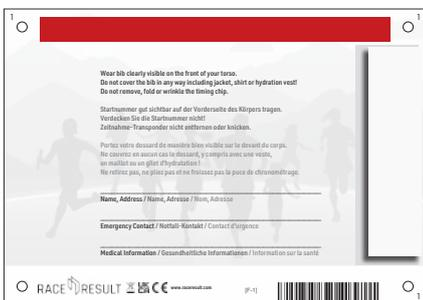 1
1
Wear bib clearly visible on the front of your torso.
Do not cover the bib in any way including jacket, shirt or hydration vest!
Do not remove, fold or wrinkle the timing chip.
Startnummer gut sichtbar auf der Vorderseite des Körpers tragen.
Verdecken Sie die Startnummer nicht!
Zeitnahme-Transponder nicht entfernen oder knicken.
Portez votre dossard de manière bien visible sur le devant du corps.
Ne couvrez en aucun cas le dossard, y compris avec une veste,
un maillot ou un gilet d'hydratation !
Ne retirez pas, ne pliez pas et ne froissez pas la puce de chronométrage.
Name, Address / Name, Adresse / Nom, Adresse
Emergency Contact / Notfall-Kontakt / Contact d'urgence
Medical Information / Gesundheitliche Informationen / Information sur la santé
RACE RESULT UK CA CE www.raceresult.com [F-1]
1